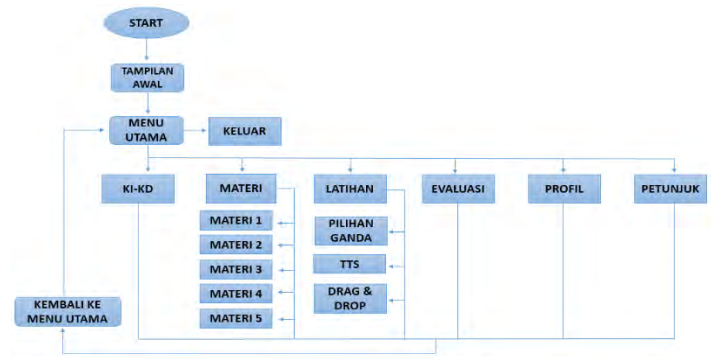 START
TAMPILAN
AWAL
MENU
UTAMA
KELUAR
KI-KD
MATERI
LATIHAN
EVALUASI
PROFIL
PETUNJUK
MATERI 1
MATERI 2
MATERI 3
MATERI 4
MATERI 5
PILIHAN
GANDA
TTS
DRAG &
DROP
KEMBALI KE
MENU UTAMA